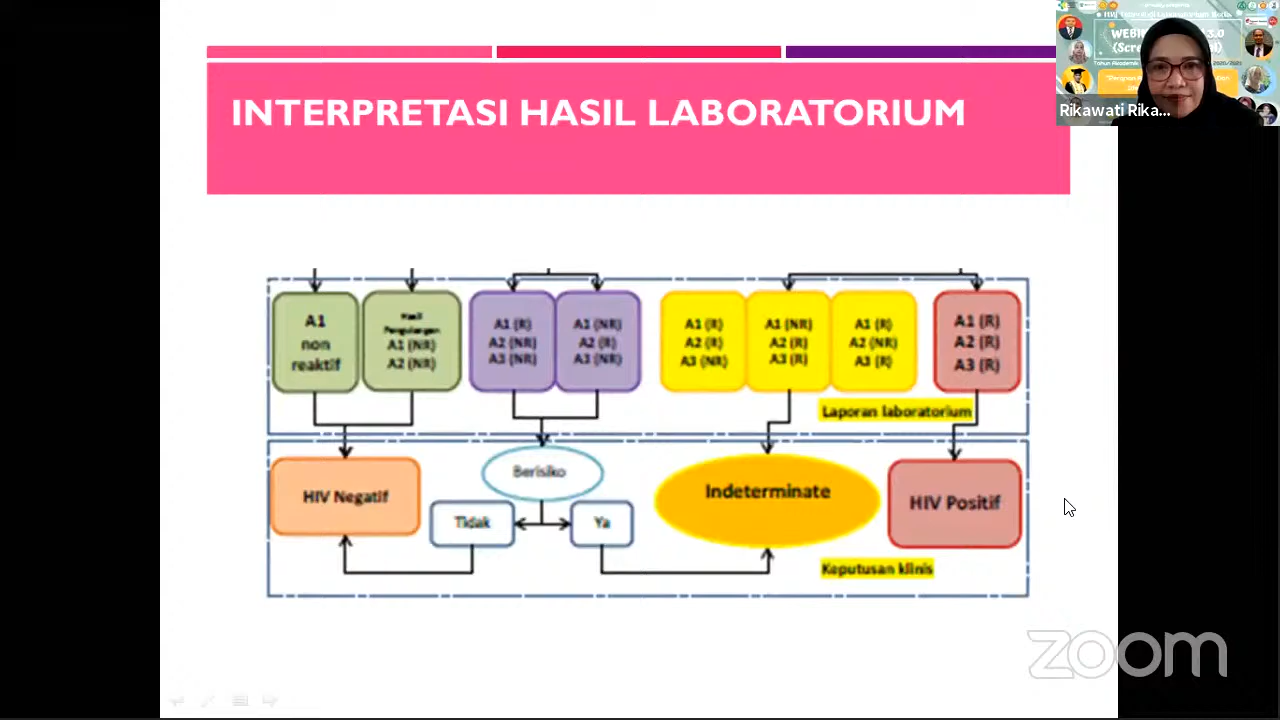 INTERPRETASI HASIL LABORATORIUM
Rikawati Rika...
A1
non
reaktif
Hasil
Pengulangan
A1 (NR)
A2 (NR)
A1 (R)
A2 (NR)
A3 (NR)
A1 (NR)
A2 (R)
A3 (NR)
A1 (R)
A2 (R)
A3 (NR)
A1 (NR)
A2 (R)
A3 (R)
A1 (R)
A2 (NR)
A3 (R)
A1 (R)
A2 (R)
A3 (R)
Laporan laboratorium
HIV Negatif
Berisiko
Tidak
Ya
Indeterminate
HIV Positif
Keputusan klinis
zoom